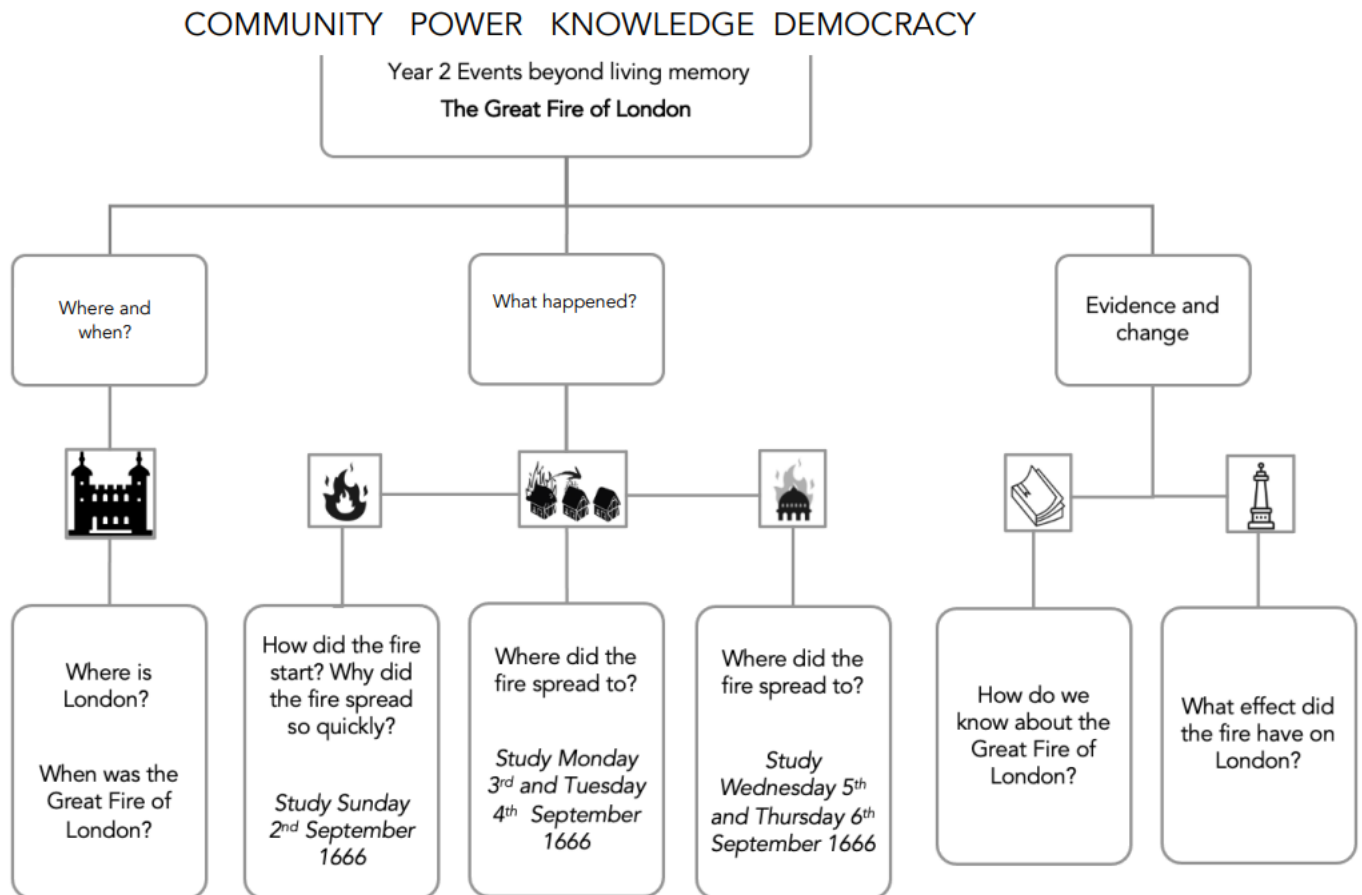 COMMUNITY POWER KNOWLEDGE DEMOCRACY
Year 2 Events beyond living memory
The Great Fire of London
Where and
when?
What happened?
Evidence and
change
Where is
London?
When was the
Great Fire of
London?
How did the fire
start? Why did
the fire spread
so quickly?
Study Sunday
2nd September
1666
Where did the
fire spread to?
Study Monday
3rd and Tuesday
4th September
1666
Where did the
fire spread to?
Study
Wednesday 5th
and Thursday 6th
September 1666
How do we
know about the
Great Fire of
London?
What effect did
the fire have on
London?